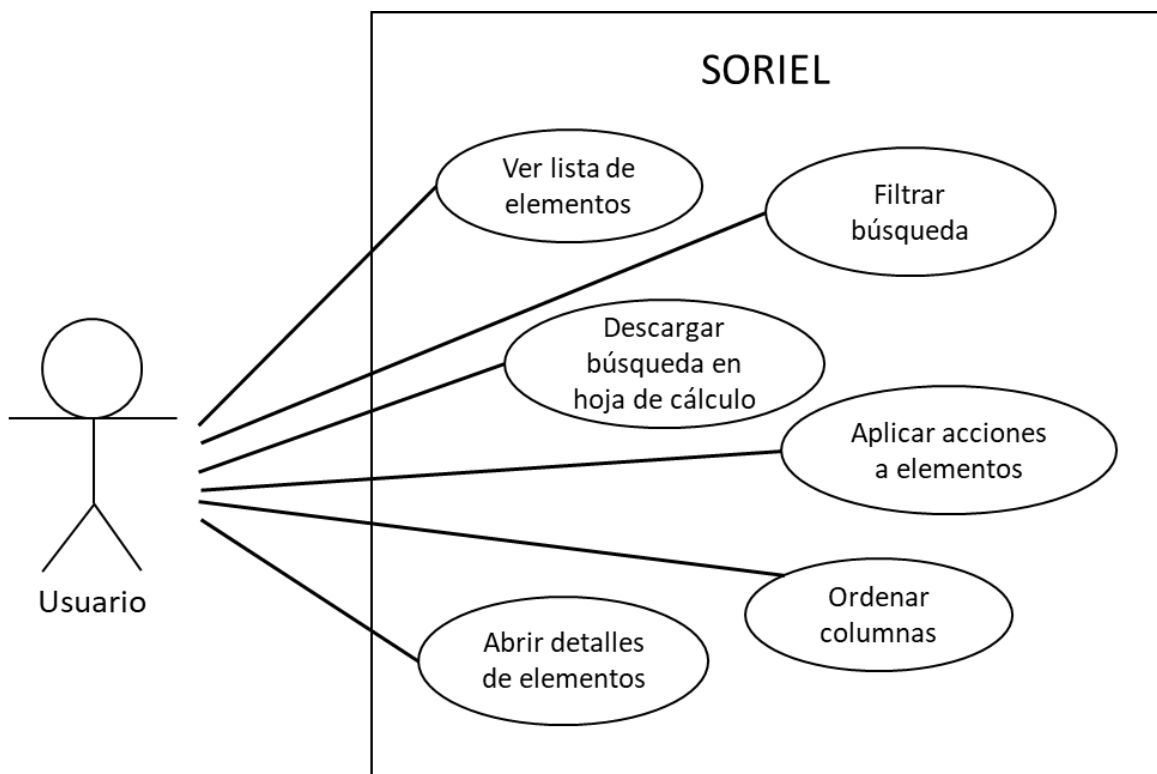 SORIEL
Ver lista de
elementos
Filtrar
búsqueda
Descargar
búsqueda en
hoja de cálculo
Aplicar acciones
a elementos
Usuario
Ordenar
columnas
Abrir detalles
de elementos